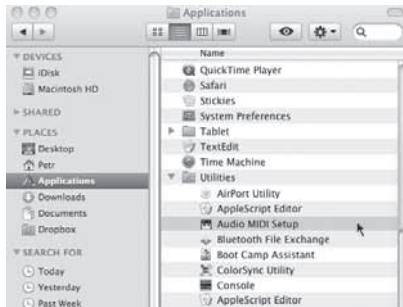 Applications
Name
DEVICES
iDisk
Macintosh HD
SHARED
PLACES
Desktop
Petr
Applications
Downloads
Documents
Dropbox
SEARCH FOR
Today
Yesterday
Past Week
QuickTime Player
Safari
Stickies
System Preferences
Tablet
TextEdit
Time Machine
Utilities
AirPort Utility
AppleScript Editor
Audio MIDI Setup
Bluetooth File Exchange
Boot Camp Assistant
ColorSync Utility
Console
AppleScript Editor